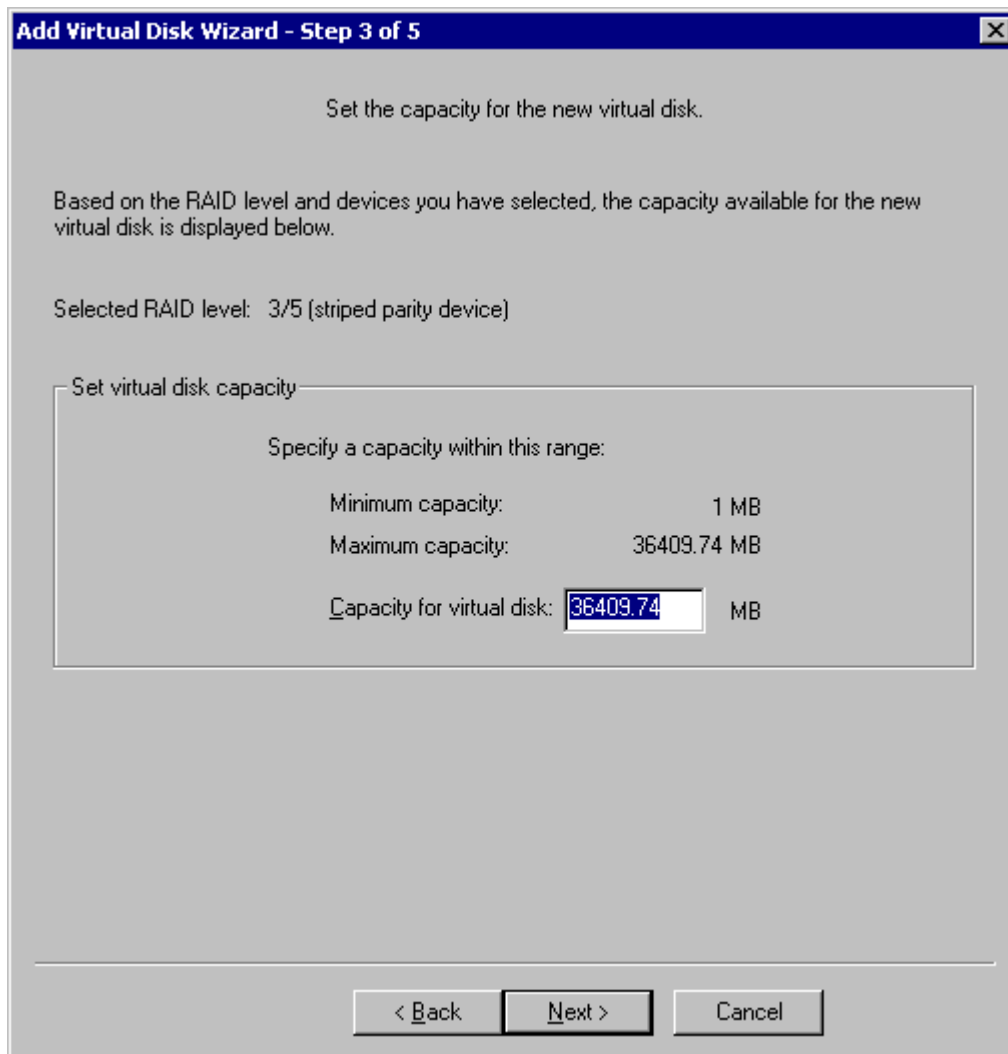 Add Virtual Disk Wizard - Step 3 of 5
Set the capacity for the new virtual disk.
Based on the RAID level and devices you have selected, the capacity available for the new
virtual disk is displayed below.
Selected RAID level: 3/5 (striped parity device)
Set virtual disk capacity
Specify a capacity within this range:
Minimum capacity: 1 MB
Maximum capacity: 36409.74 MB
Capacity for virtual disk: 36409.74 MB
< Back Next > Cancel